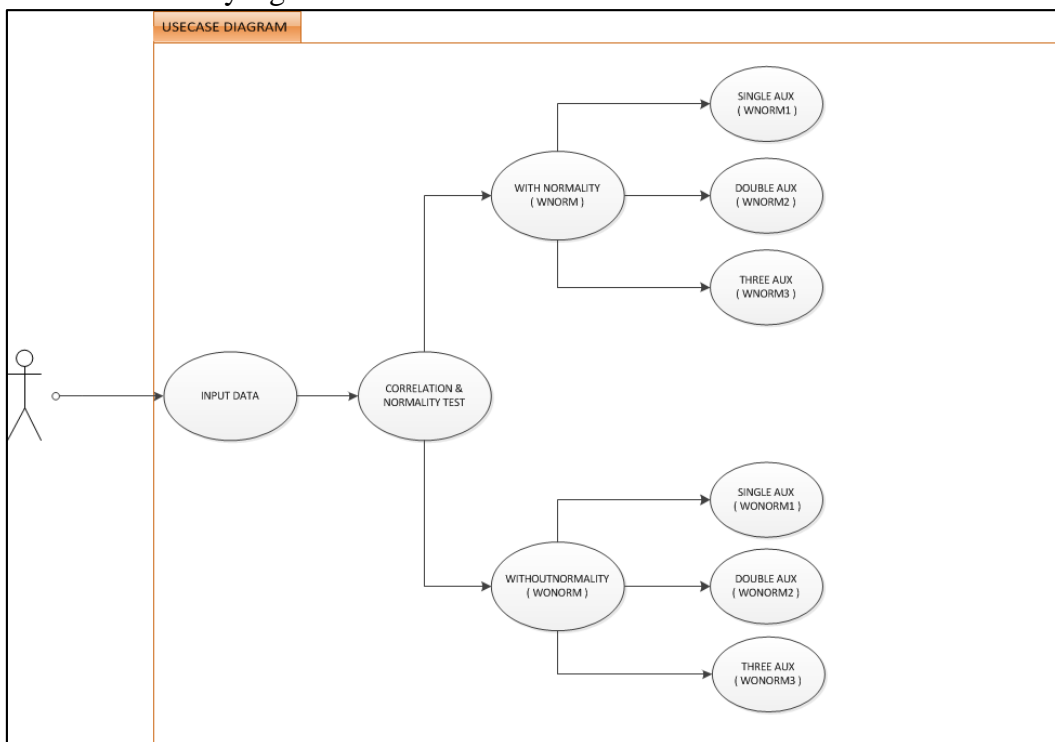 USECASE DIAGRAM
SINGLE AUX
( WNORM1 )
WITH NORMALITY
( WNORM )
DOUBLE AUX
( WNORM2 )
THREE AUX
( WNORM3 )
INPUT DATA
CORRELATION &
NORMALITY TEST
SINGLE AUX
( WONORM1 )
WITHOUTNORMALITY
( WONORM )
DOUBLE AUX
( WONORM2 )
THREE AUX
( WONORM3 )